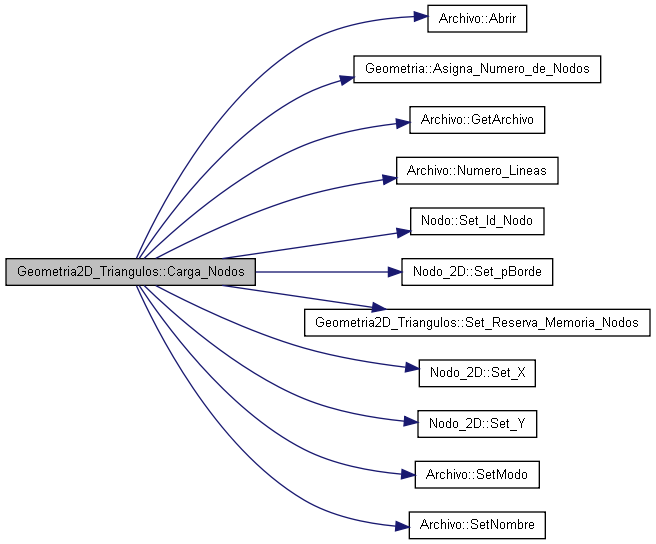 Archivo::Abrir
Geometria::Asigna_Numero_de_Nodos
Archivo::GetArchivo
Archivo::Numero_Lineas
Nodo::Set_Id_Nodo
Geometria2D_Triangulos::Carga_Nodos
Nodo_2D::Set_pBorde
Geometria2D_Triangulos::Set_Reserva_Memoria_Nodos
Nodo_2D::Set_X
Nodo_2D::Set_Y
Archivo::SetModo
Archivo::SetNombre